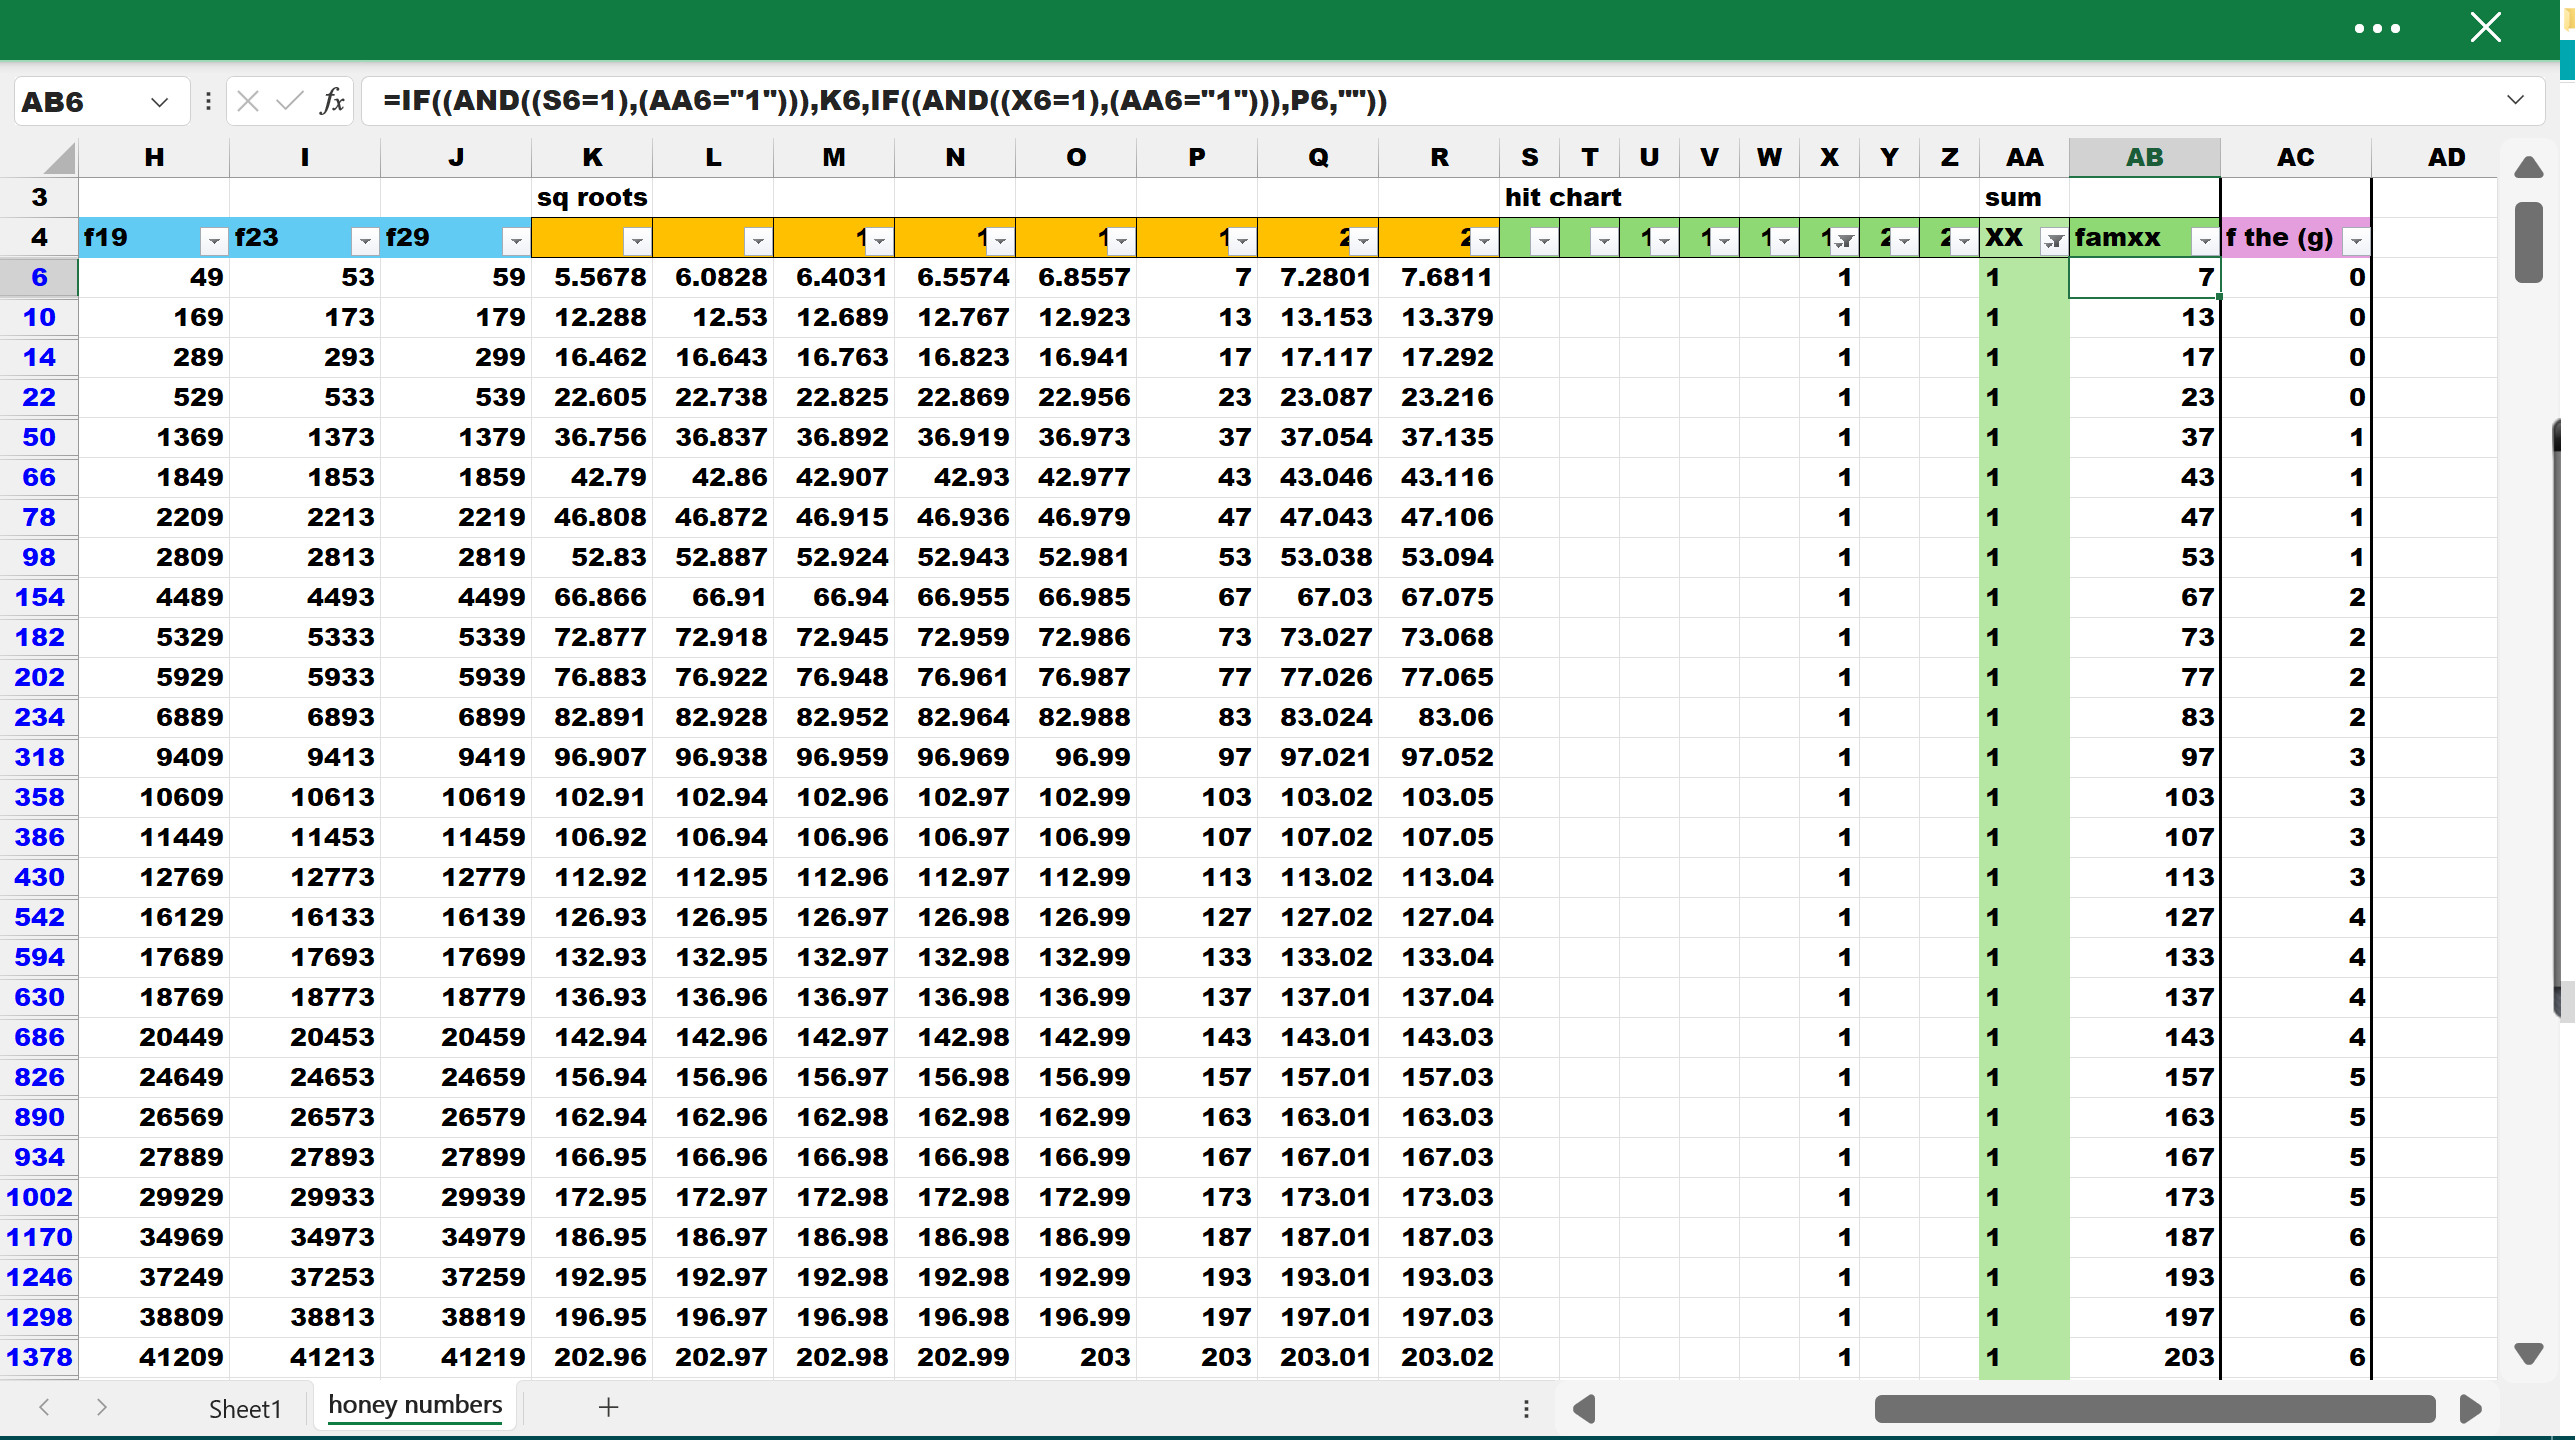 AB6 fx =IF((AND((S6=1),(AA6="1"))),K6,IF((AND((X6=1),(AA6="1"))),P6,""))
H I J K L M N O P Q R S T U V W X Y Z AA AB AC AD
3 sq roots hit chart sum
4 f19 f23 f29 1 1 1 1 2 2 1 1 1 1 2 2 XX famxx f the (g)
6 49 53 59 5.5678 6.0828 6.4031 6.5574 6.8557 7 7.2801 7.6811 1 1 7 0
10 169 173 179 12.288 12.53 12.689 12.767 12.923 13 13.153 13.379 1 1 13 0
14 289 293 299 16.462 16.643 16.763 16.823 16.941 17 17.117 17.292 1 1 17 0
22 529 533 539 22.605 22.738 22.825 22.869 22.956 23 23.087 23.216 1 1 23 0
50 1369 1373 1379 36.756 36.837 36.892 36.919 36.973 37 37.054 37.135 1 1 37 1
66 1849 1853 1859 42.79 42.86 42.907 42.93 42.977 43 43.046 43.116 1 1 43 1
78 2209 2213 2219 46.808 46.872 46.915 46.936 46.979 47 47.043 47.106 1 1 47 1
98 2809 2813 2819 52.83 52.887 52.924 52.943 52.981 53 53.038 53.094 1 1 53 1
154 4489 4493 4499 66.866 66.91 66.94 66.955 66.985 67 67.03 67.075 1 1 67 2
182 5329 5333 5339 72.877 72.918 72.945 72.959 72.986 73 73.027 73.068 1 1 73 2
202 5929 5933 5939 76.883 76.922 76.948 76.961 76.987 77 77.026 77.065 1 1 77 2
234 6889 6893 6899 82.891 82.928 82.952 82.964 82.988 83 83.024 83.06 1 1 83 2
318 9409 9413 9419 96.907 96.938 96.959 96.969 96.99 97 97.021 97.052 1 1 97 3
358 10609 10613 10619 102.91 102.94 102.96 102.97 102.99 103 103.02 103.05 1 1 103 3
386 11449 11453 11459 106.92 106.94 106.96 106.97 106.99 107 107.02 107.05 1 1 107 3
430 12769 12773 12779 112.92 112.95 112.96 112.97 112.99 113 113.02 113.04 1 1 113 3
542 16129 16133 16139 126.93 126.95 126.97 126.98 126.99 127 127.02 127.04 1 1 127 4
594 17689 17693 17699 132.93 132.95 132.97 132.98 132.99 133 133.02 133.04 1 1 133 4
630 18769 18773 18779 136.93 136.96 136.97 136.98 136.99 137 137.01 137.04 1 1 137 4
686 20449 20453 20459 142.94 142.96 142.97 142.98 142.99 143 143.01 143.03 1 1 143 4
826 24649 24653 24659 156.94 156.96 156.97 156.98 156.99 157 157.01 157.03 1 1 157 5
890 26569 26573 26579 162.94 162.96 162.98 162.98 162.99 163 163.01 163.03 1 1 163 5
934 27889 27893 27899 166.95 166.96 166.98 166.98 166.99 167 167.01 167.03 1 1 167 5
1002 29929 29933 29939 172.95 172.97 172.98 172.98 172.99 173 173.01 173.03 1 1 173 5
1170 34969 34973 34979 186.95 186.97 186.98 186.98 186.99 187 187.01 187.03 1 1 187 6
1246 37249 37253 37259 192.95 192.97 192.98 192.98 192.99 193 193.01 193.03 1 1 193 6
1298 38809 38813 38819 196.95 196.97 196.98 196.98 196.99 197 197.01 197.03 1 1 197 6
1378 41209 41213 41219 202.96 202.97 202.98 202.99 203 203 203.01 203.02 1 1 203 6
Sheet1 honey numbers